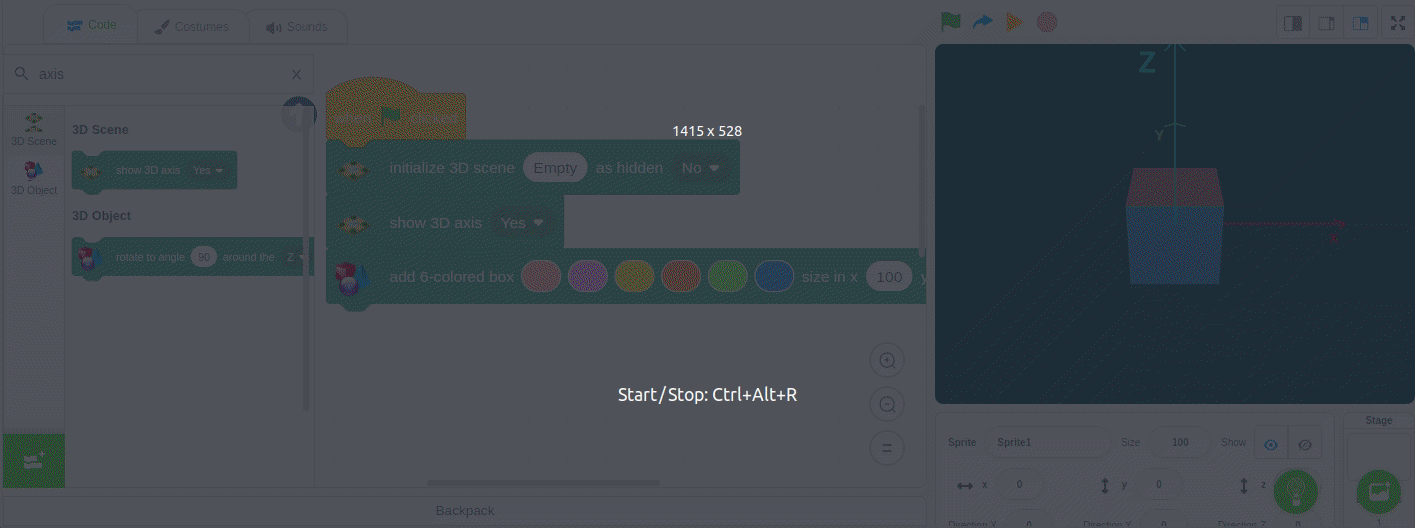 Code Costumes Sounds
axis
X
3D Scene
3D Object
3D Scene
show 3D axis Yes
3D Object
rotate to angle 90 around the Z
1415 x 528
initialize 3D scene Empty as hidden No
show 3D axis Yes
add 6-colored box size in x 100 y
Start/Stop: Ctrl+Alt+R
Backpack
Z
Y
Sprite Sprite1 Size 100 Show
x 0 y 0 z
Direction X 0 Direction Y 0 Direction Z
Stage